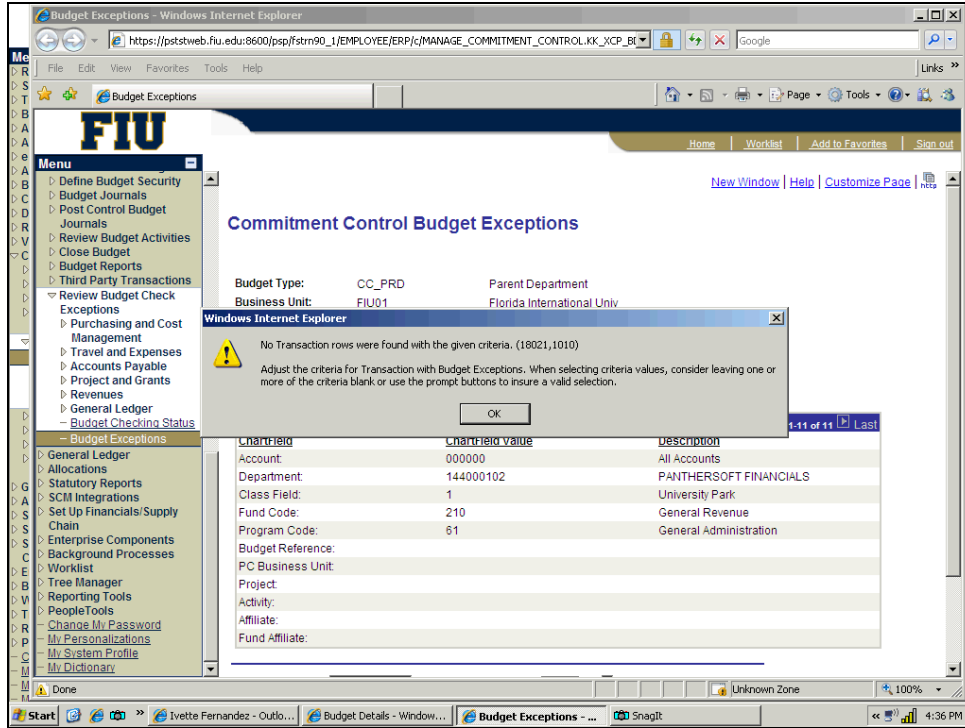 Budget Exceptions - Windows Internet Explorer
https://pststweb.fiu.edu:8600/psp/fstrn90_1/EMPLOYEE/ERP/c/MANAGE_COMMITMENT_CONTROL.KK_XCP_BD
Google
File Edit View Favorites Tools Help
Links »
Budget Exceptions
Page
Tools
FIU
Home | Worklist | Add to Favorites | Sign out
Menu
New Window | Help | Customize Page |
http
Define Budget Security
Budget Journals
Post Control Budget
Journals
Review Budget Activities
Close Budget
Budget Reports
Third Party Transactions
Review Budget Check
Exceptions
Purchasing and Cost
Management
Travel and Expenses
Accounts Payable
Project and Grants
Revenues
General Ledger
Budget Checking Status
Budget Exceptions
General Ledger
Allocations
Statutory Reports
SCM Integrations
Set Up Financials/Supply
Chain
Enterprise Components
Background Processes
Worklist
Tree Manager
Reporting Tools
PeopleTools
Change My Password
My Personalizations
My System Profile
My Dictionary
Commitment Control Budget Exceptions
Budget Type: CC_PRD Parent Department
Business Unit: FIU01 Florida International Univ
Windows Internet Explorer
No Transaction rows were found with the given criteria. (18021,1010)
Adjust the criteria for Transaction with Budget Exceptions. When selecting criteria values, consider leaving one or
more of the criteria blank or use the prompt buttons to insure a valid selection.
OK
1-11 of 11 Last
ChartField ChartField Value Description
Account: 000000 All Accounts
Department: 144000102 PANTHERSOFT FINANCIALS
Class Field: 1 University Park
Fund Code: 210 General Revenue
Program Code: 61 General Administration
Budget Reference:
PC Business Unit:
Project:
Activity:
Affiliate:
Fund Affiliate:
Done
Unknown Zone
100%
Start
» Ivette Fernandez - Outlo...
Budget Details - Window...
Budget Exceptions - ...
SnagIt
« 4:36 PM